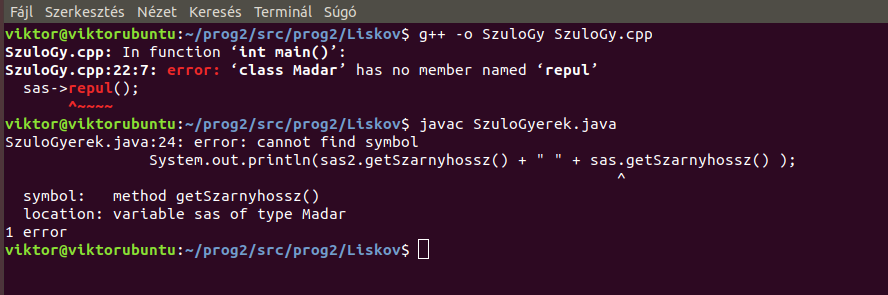 Fájl Szerkesztés Nézet Keresés Terminál Súgó
viktor@viktorubuntu:~/prog2/src/prog2/Liskov$ g++ -o SzuloGy SzuloGy.cpp
SzuloGy.cpp: In function ‘int main()’:
SzuloGy.cpp:22:7: error: ‘class Madar’ has no member named ‘repul’
  sas->repul();
       ^~~~~
viktor@viktorubuntu:~/prog2/src/prog2/Liskov$ javac SzuloGyerek.java
SzuloGyerek.java:24: error: cannot find symbol
                System.out.println(sas2.getSzarnyhossz() + " " + sas.getSzarnyhossz() );
                                                                    ^
  symbol:   method getSzarnyhossz()
  location: variable sas of type Madar
1 error
viktor@viktorubuntu:~/prog2/src/prog2/Liskov$